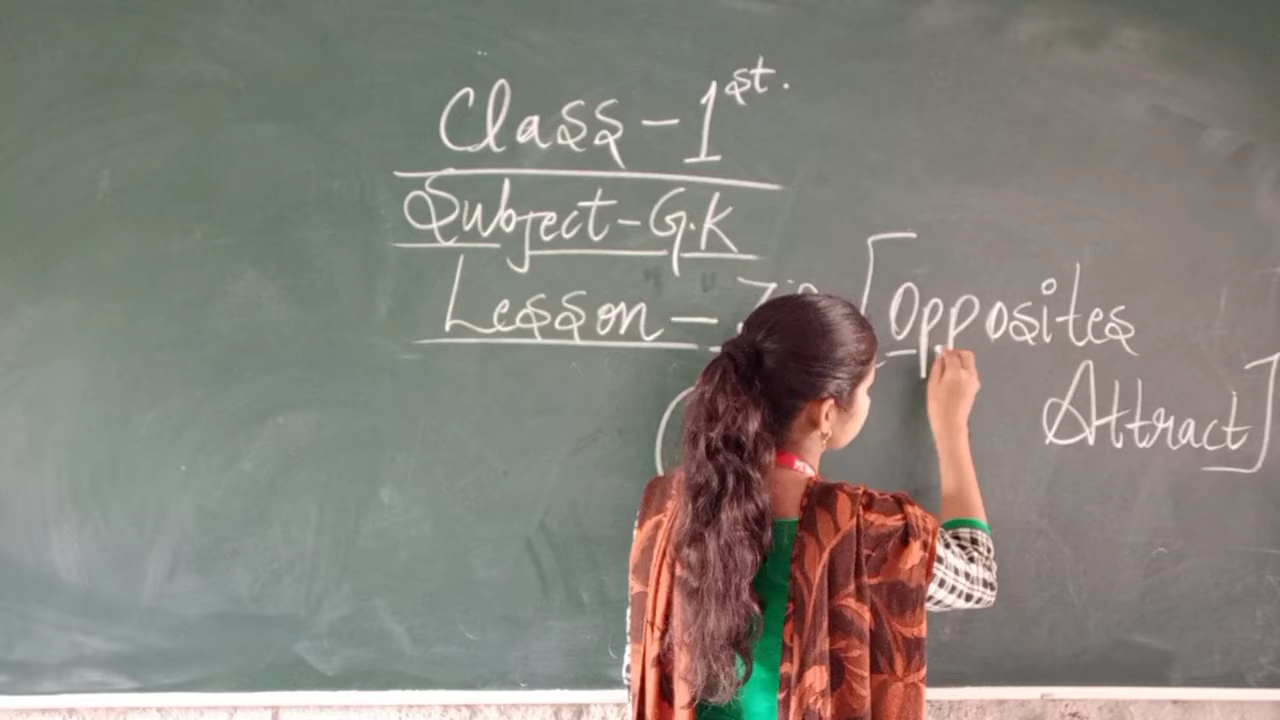 Class - 1st.
Subject - G.K
Lesson - [Opposites
Attract]